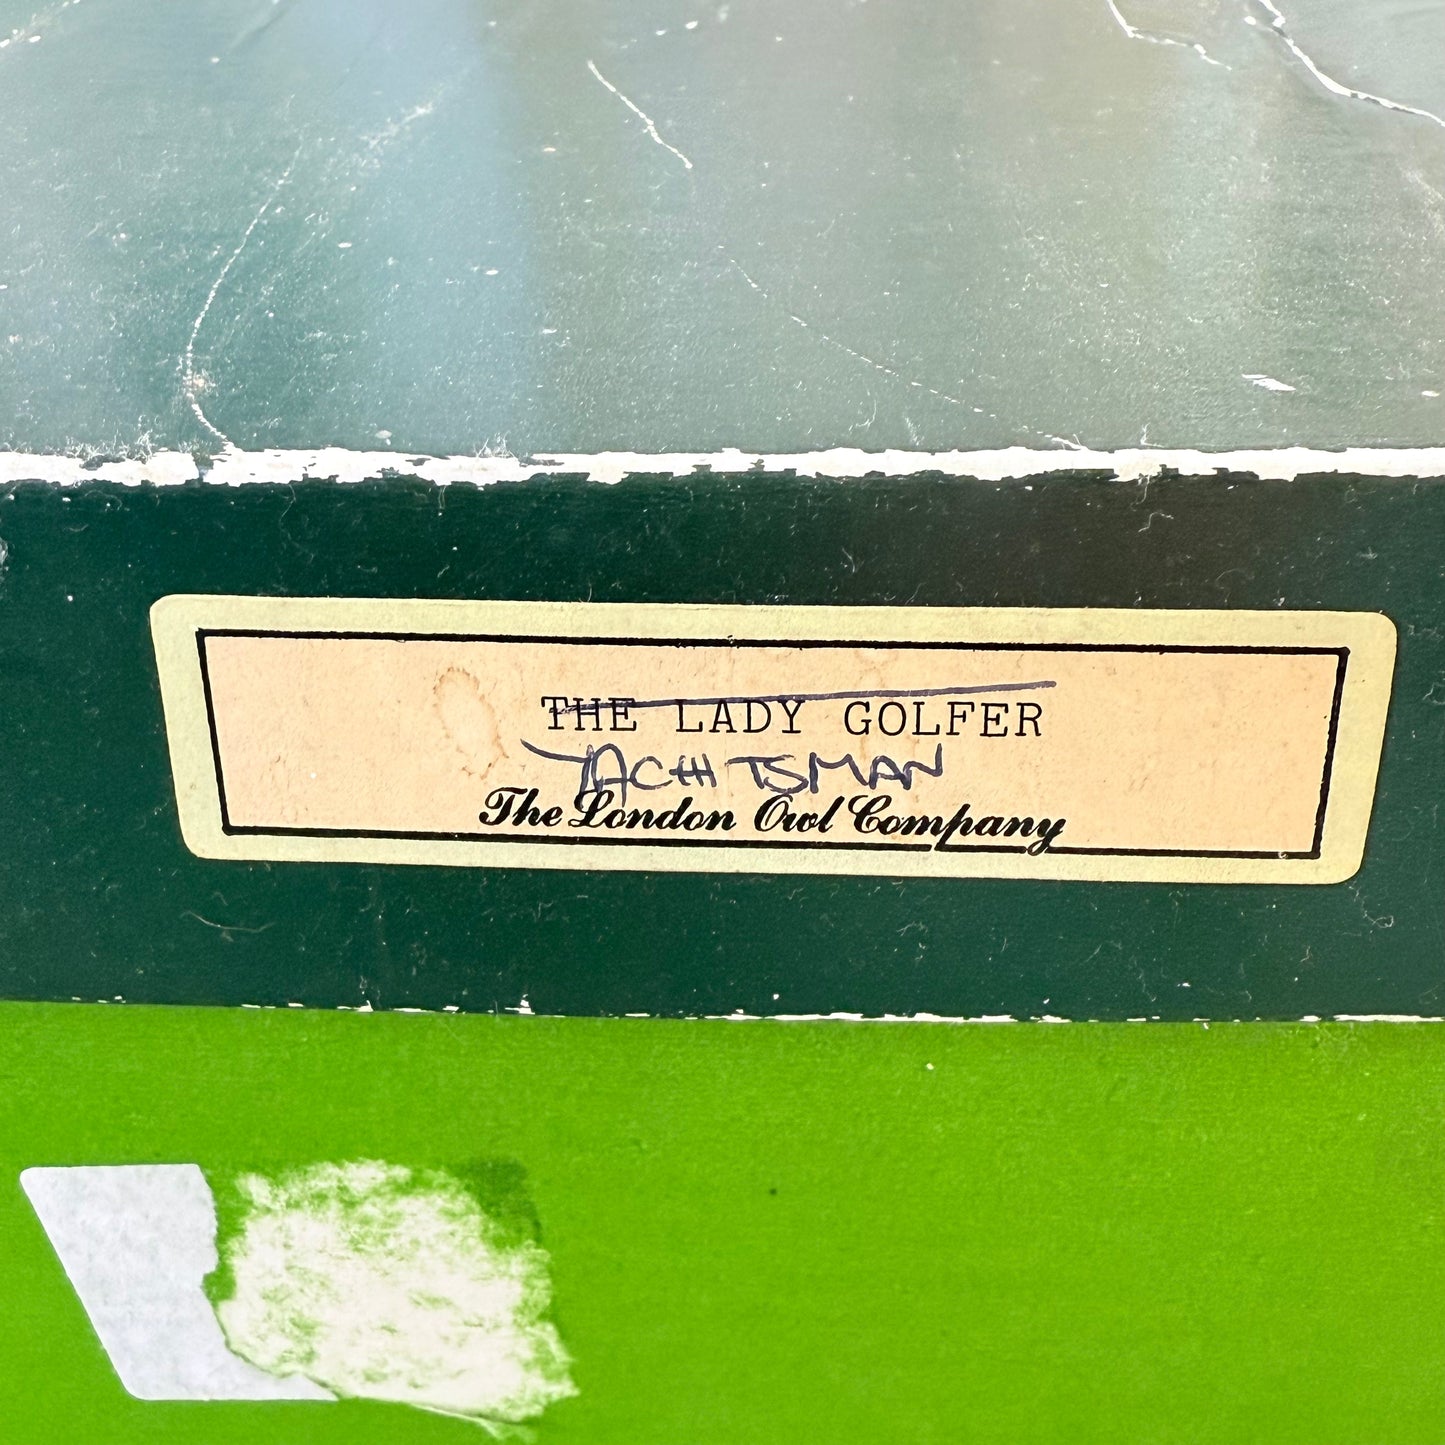 THE LADY GOLFER
YACHTSMAN
The London Owl Company